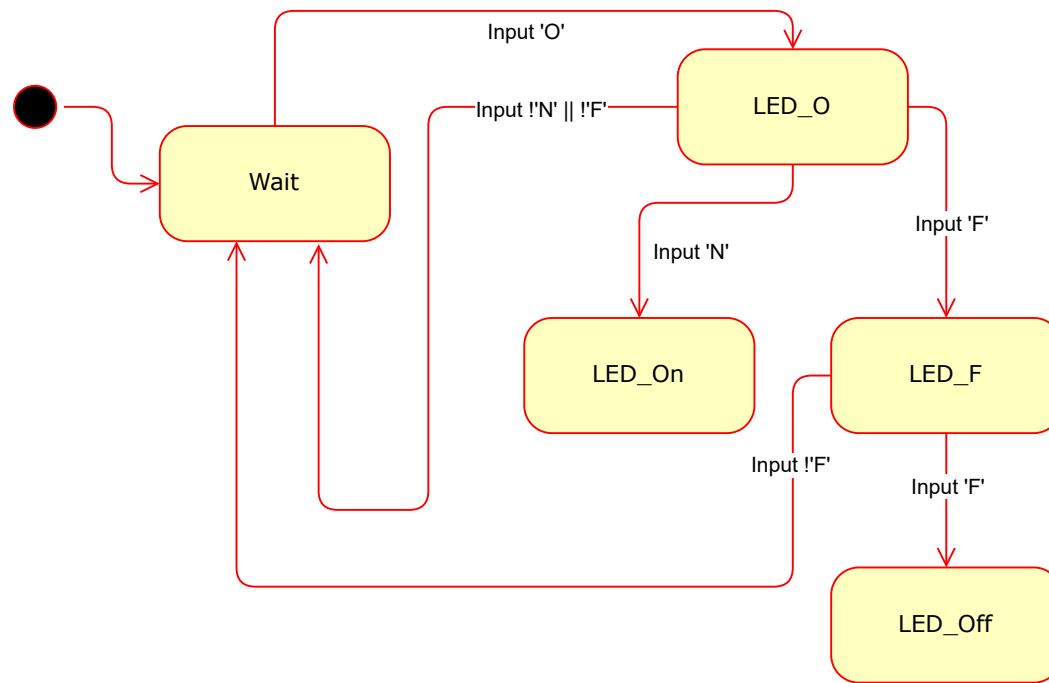 Input 'O'
Input !'N' || !'F'
LED_O
Wait
Input 'F'
Input 'N'
LED_On
LED_F
Input !'F'
Input 'F'
LED_Off